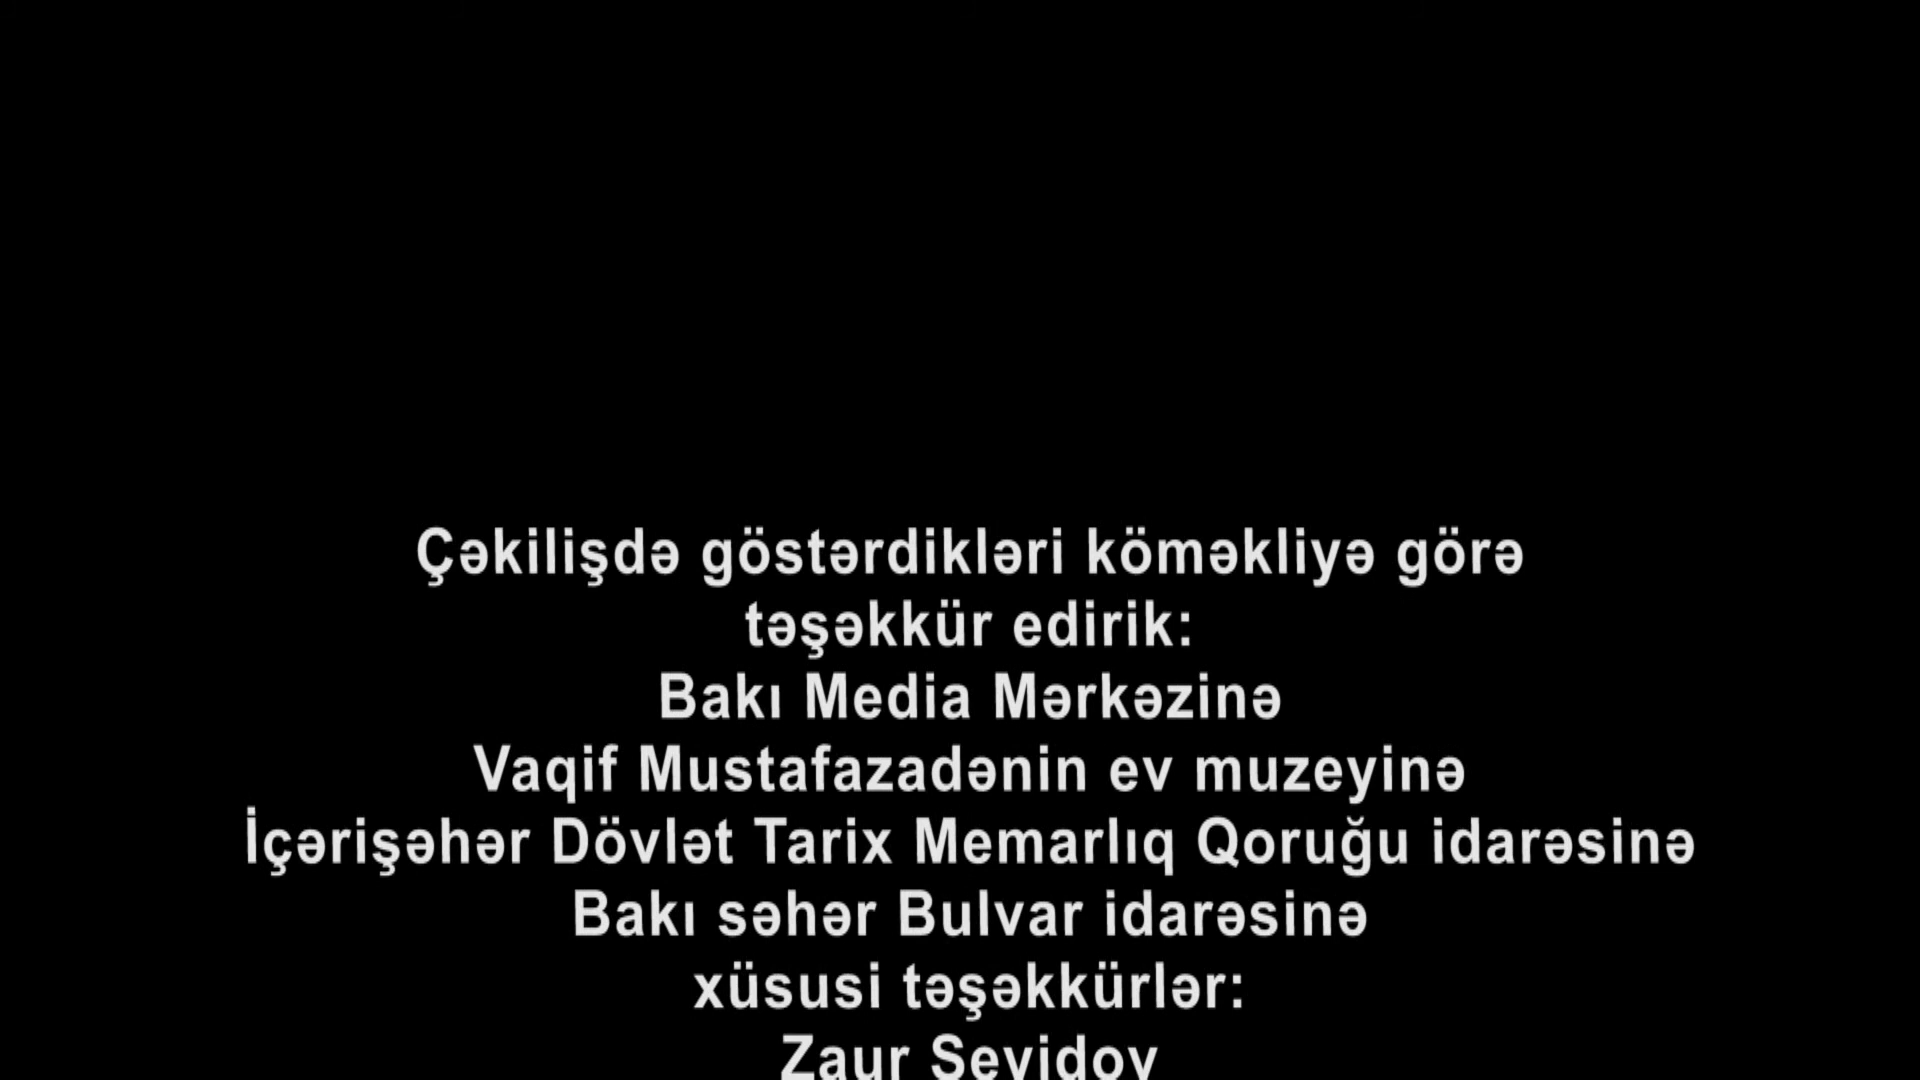 Çəkilişdə göstərdikləri köməkliyə görə
təşəkkür edirik:
Bakı Media Mərkəzinə
Vaqif Mustafazadənin ev muzeyinə
İçərişəhər Dövlət Tarix Memarlıq Qoruğu idarəsinə
Bakı səhər Bulvar idarəsinə
xüsusi təşəkkürlər:
Zaur Seyidov